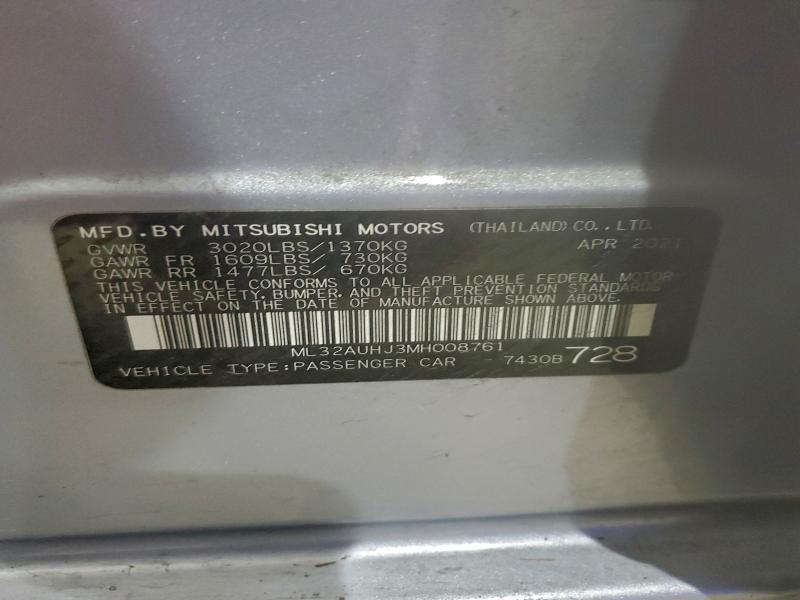 MFD.BY MITSUBISHI MOTORS (THAILAND)CO.,LTD.
GVWR 3020LBS/1370KG APR 2021
GAWR FR 1609LBS/ 730KG
GAWR RR 1477LBS/ 670KG
THIS VEHICLE CONFORMS TO ALL APPLICABLE FEDERAL MOTOR
VEHICLE SAFETY,BUMPER,AND THEFT PREVENTION STANDARDS
IN EFFECT ON THE DATE OF MANUFACTURE SHOWN ABOVE.
ML32AUHJ3MH008761
VEHICLE TYPE:PASSENGER CAR 7430B 728